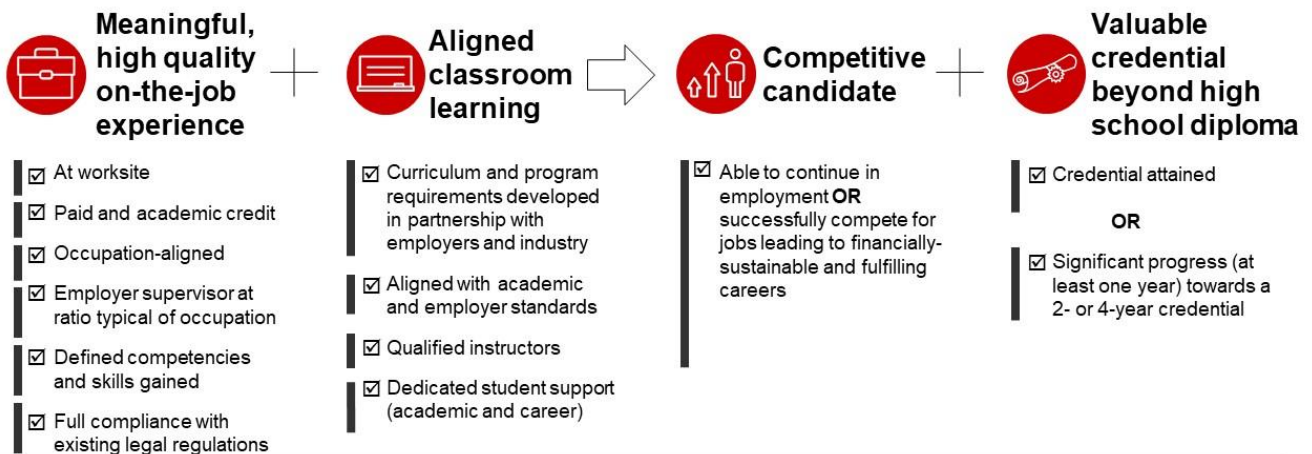 Meaningful,
high quality
on-the-job
experience
At worksite
Paid and academic credit
Occupation-aligned
Employer supervisor at
ratio typical of occupation
Defined competencies
and skills gained
Full compliance with
existing legal regulations
Aligned
classroom
learning
Curriculum and program
requirements developed
in partnership with
employers and industry
Aligned with academic
and employer standards
Qualified instructors
Dedicated student support
(academic and career)
Competitive
candidate
Able to continue in
employment OR
successfully compete for
jobs leading to financially-
sustainable and fulfilling
careers
Valuable
credential
beyond high
school diploma
Credential attained
OR
Significant progress (at
least one year) towards a
2- or 4-year credential